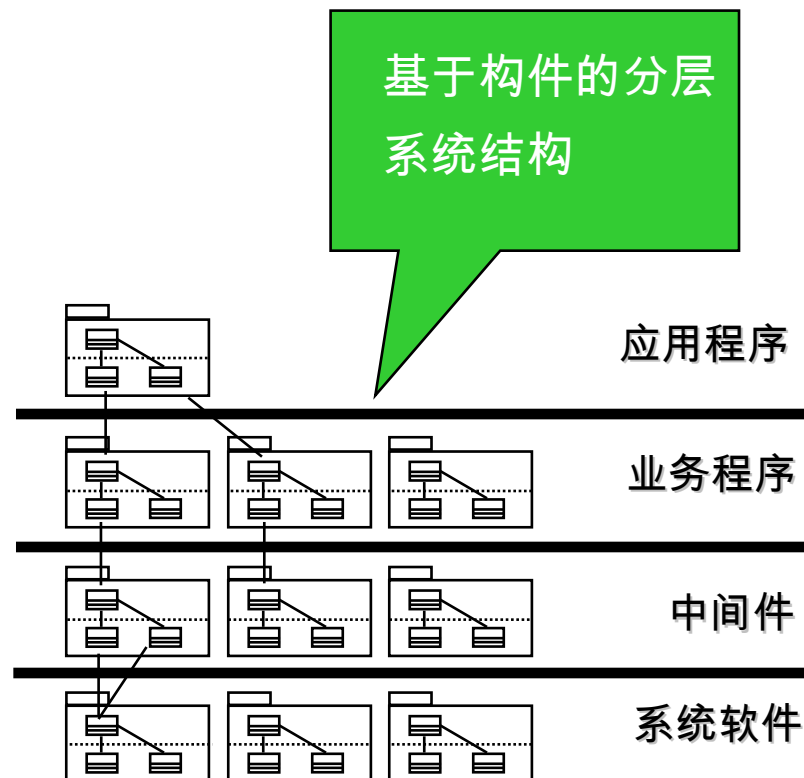 基于构件的分层
系统结构
应用程序
业务程序
中间件
系统软件